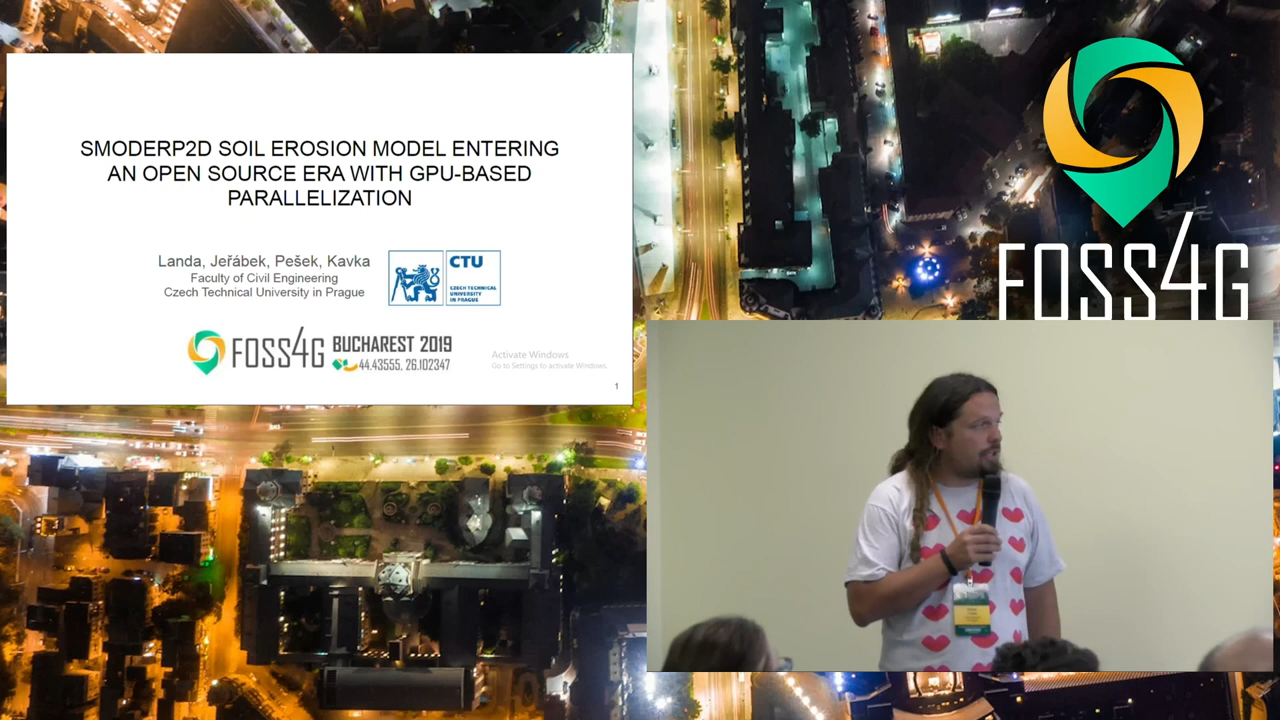 SMODERP2D SOIL EROSION MODEL ENTERING
AN OPEN SOURCE ERA WITH GPU-BASED
PARALLELIZATION
Landa, Jeřábek, Pešek, Kavka
Faculty of Civil Engineering
Czech Technical University in Prague
CTU
CZECH TECHNICAL
UNIVERSITY
IN PRAGUE
FOSS4G
BUCHAREST 2019
44.43555, 26.102347
Activate Windows
Go to Settings to activate Windows.
1
FOSS4G